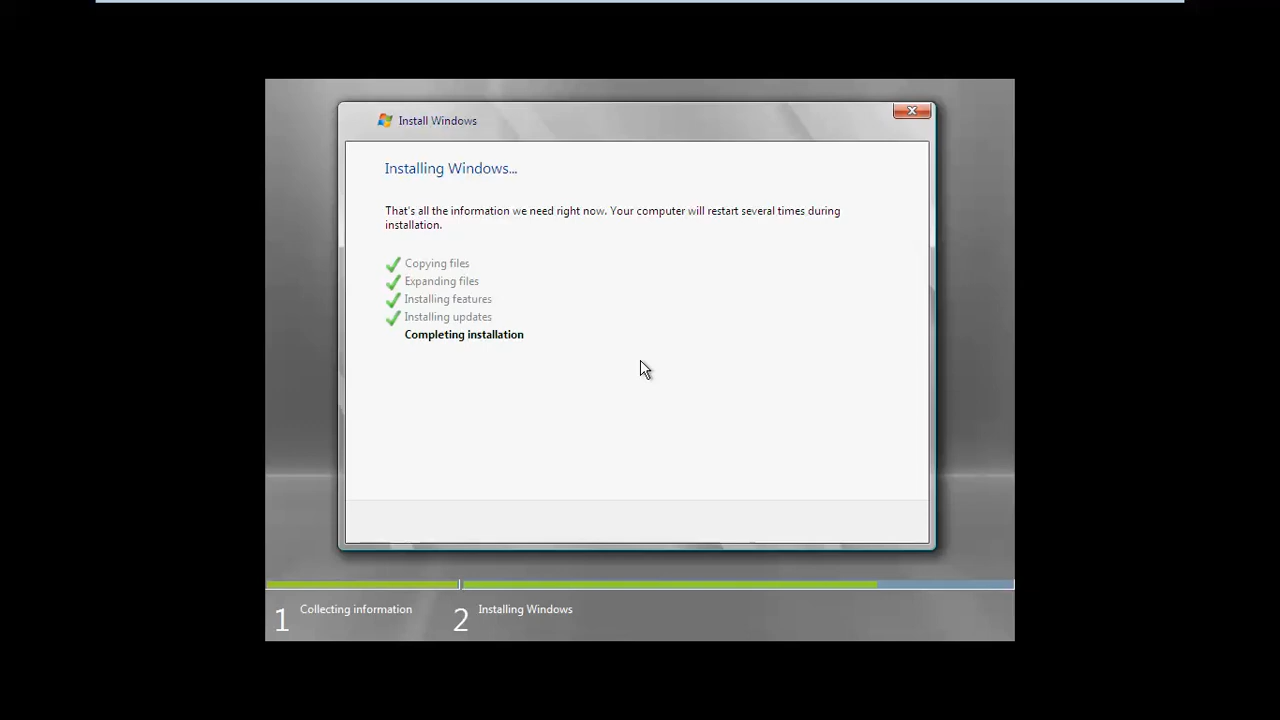 Install Windows
Installing Windows...
That's all the information we need right now. Your computer will restart several times during
installation.
Copying files
Expanding files
Installing features
Installing updates
Completing installation
1 Collecting information
2 Installing Windows